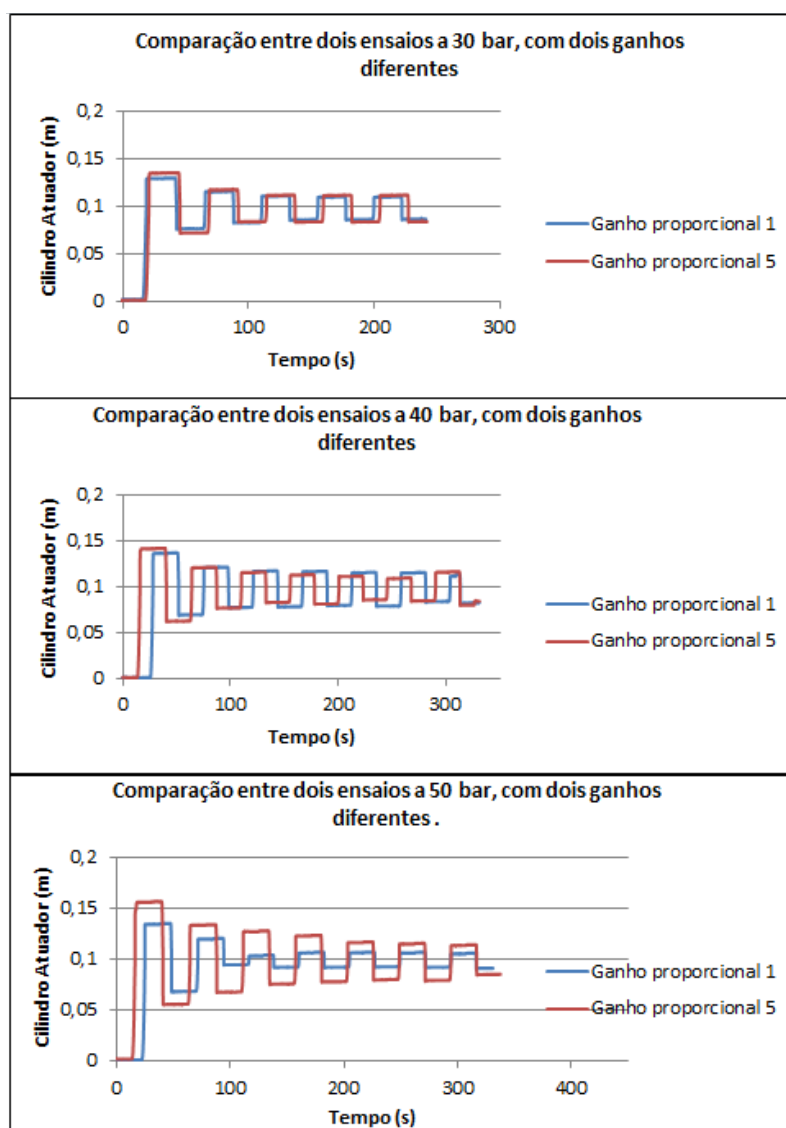 Comparação entre dois ensaios a 30 bar, com dois ganhos
diferentes
Cilindro Atuador (m)
0,2
0,15
0,1
0,05
0
0
100
200
300
Tempo (s)
Ganho proporcional 1
Ganho proporcional 5
Comparação entre dois ensaios a 40 bar, com dois ganhos
diferentes
Cilindro Atuador (m)
0,2
0,15
0,1
0,05
0
0
100
200
300
Tempo (s)
Ganho proporcional 1
Ganho proporcional 5
Comparação entre dois ensaios a 50 bar, com dois ganhos
diferentes .
Cilindro Atuador (m)
0,2
0,15
0,1
0,05
0
0
100
200
300
400
Tempo (s)
Ganho proporcional 1
Ganho proporcional 5